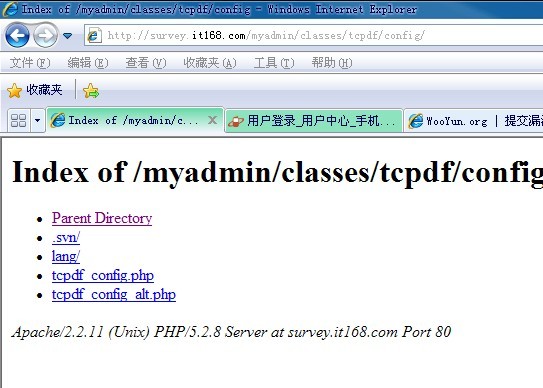 Index of /myadmin/classes/tcpdf/config - Windows Internet Explorer
http://survey.it168.com/myadmin/classes/tcpdf/config/
文件(F) 编辑(E) 查看(V) 收藏夹(A) 工具(T) 帮助(H)
收藏夹
Index of /myadmin/c... 用户登录_用户中心_手机... WooYun.org | 提交漏
Index of /myadmin/classes/tcpdf/config
Parent Directory
.svn/
lang/
tcpdf_config.php
tcpdf_config_alt.php
Apache/2.2.11 (Unix) PHP/5.2.8 Server at survey.it168.com Port 80